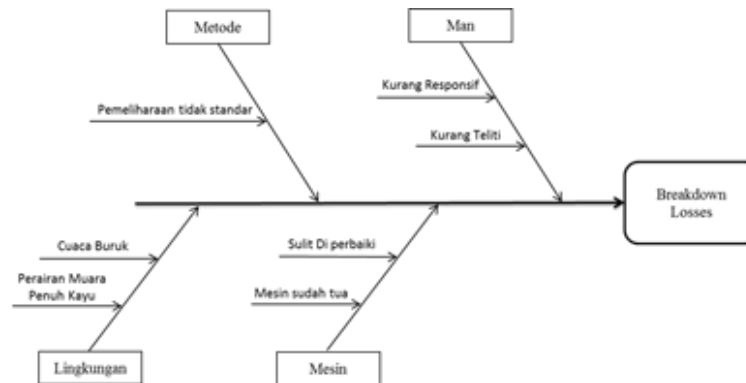 Metode
Man
Kurang Responsif
Pemeliharaan tidak standar
Kurang Teliti
Breakdown
Losses
Cuaca Buruk
Sulit Di perbaiki
Perairan Muara
Penuh Kayu
Mesin sudah tua
Lingkungan
Mesin